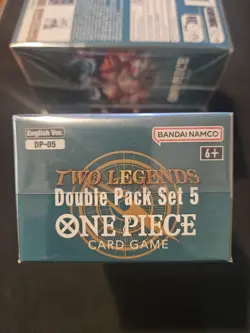 English Ver.
DP-05
BANDAI NAMCO
6+
TWO LEGENDS
Double Pack Set 5
ONE PIECE
CARD GAME